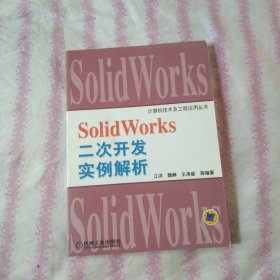 SolidWorks
计算机技术及工程应用丛书
SolidWorks
二次开发
实例解析
江洪 魏峥 王涛威 等编著
SolidWorks
机械工业出版社